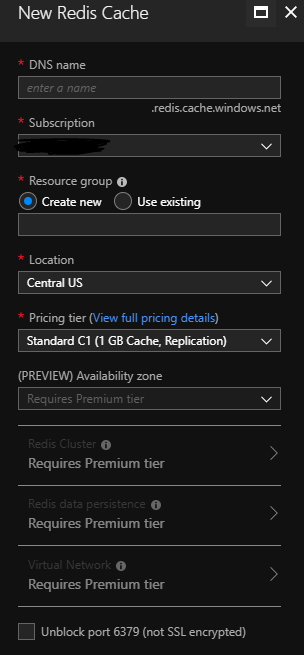 New Redis Cache
* DNS name
enter a name
.redis.cache.windows.net
* Subscription
* Resource group
Create new Use existing
* Location
Central US
* Pricing tier (View full pricing details)
Standard C1 (1 GB Cache, Replication)
(PREVIEW) Availability zone
Requires Premium tier
Redis Cluster
Requires Premium tier
Redis data persistence
Requires Premium tier
Virtual Network
Requires Premium tier
Unblock port 6379 (not SSL encrypted)